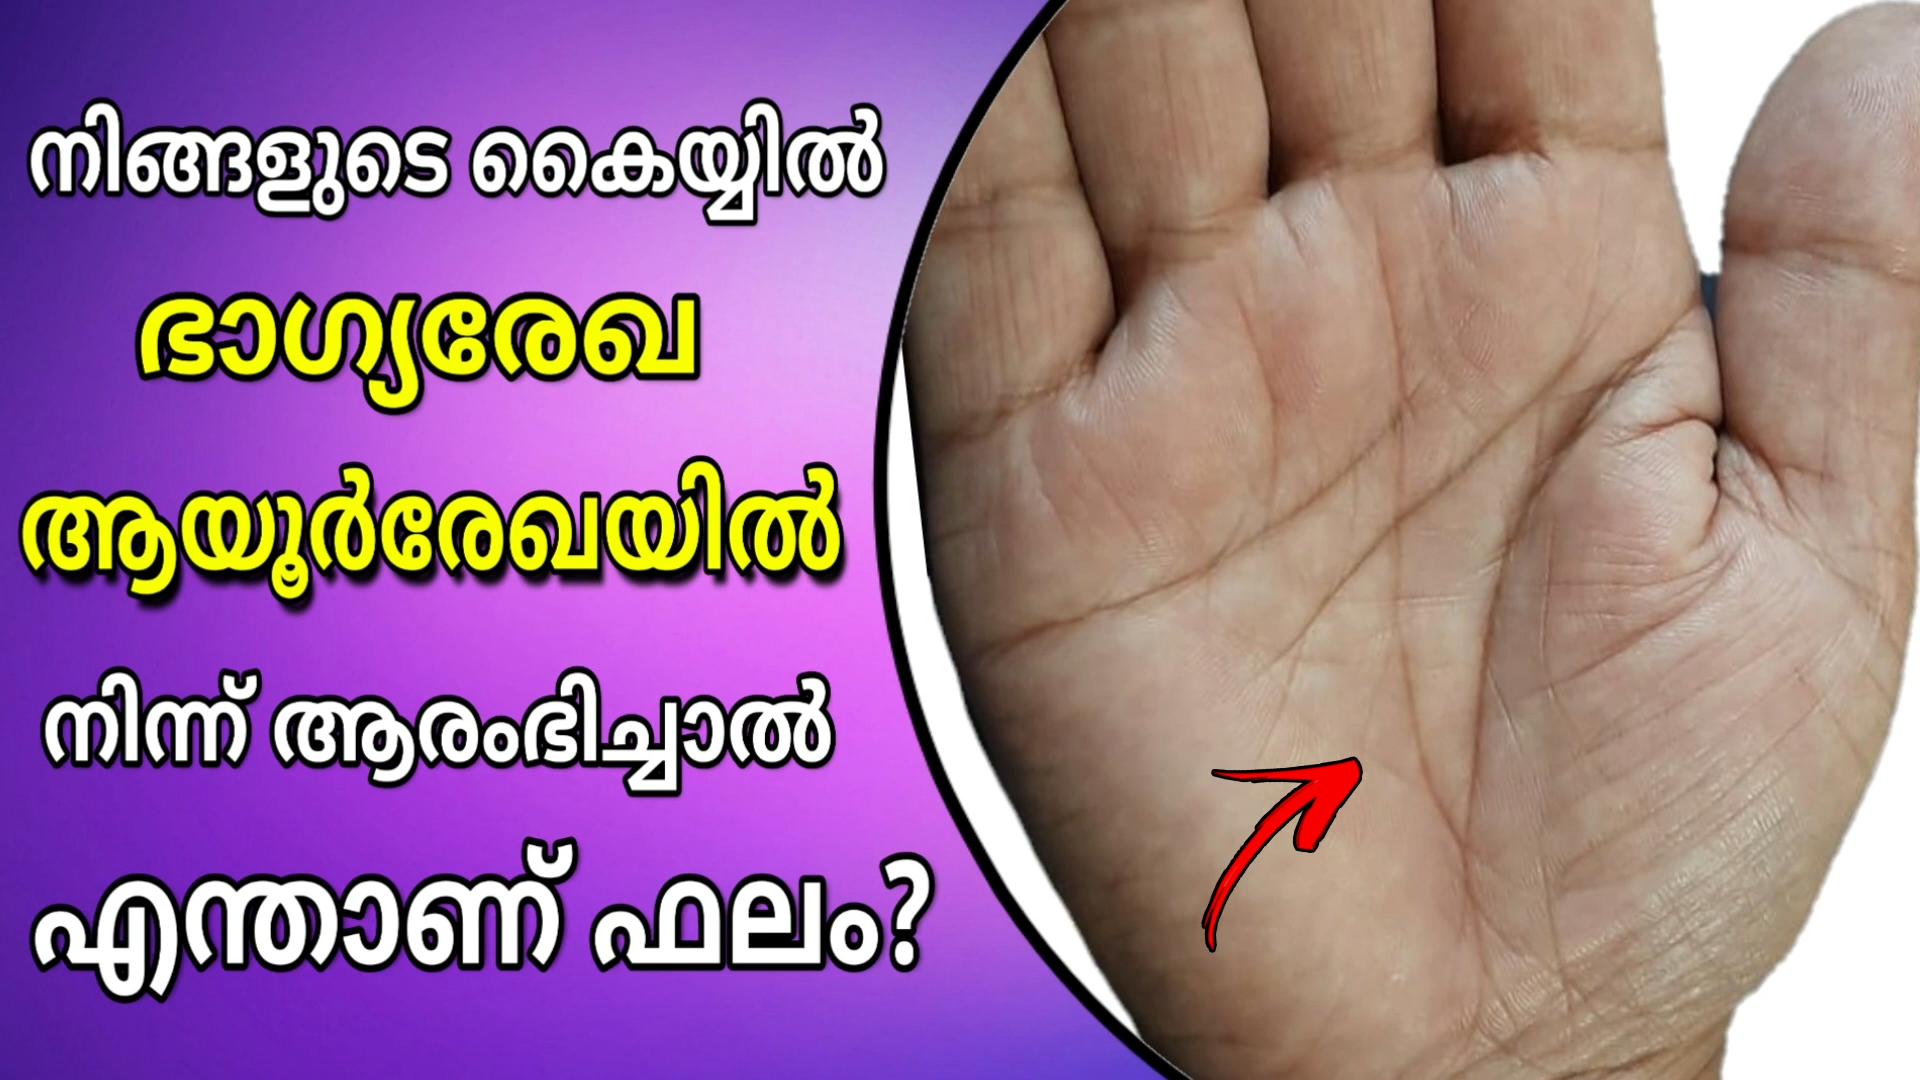 നിങ്ങളുടെ കൈയ്യിൽ
ഭാഗ്യരേഖ
ആയൂർരേഖയിൽ
നിന്ന് ആരംഭിച്ചാൽ
എന്താണ് ഫലം?